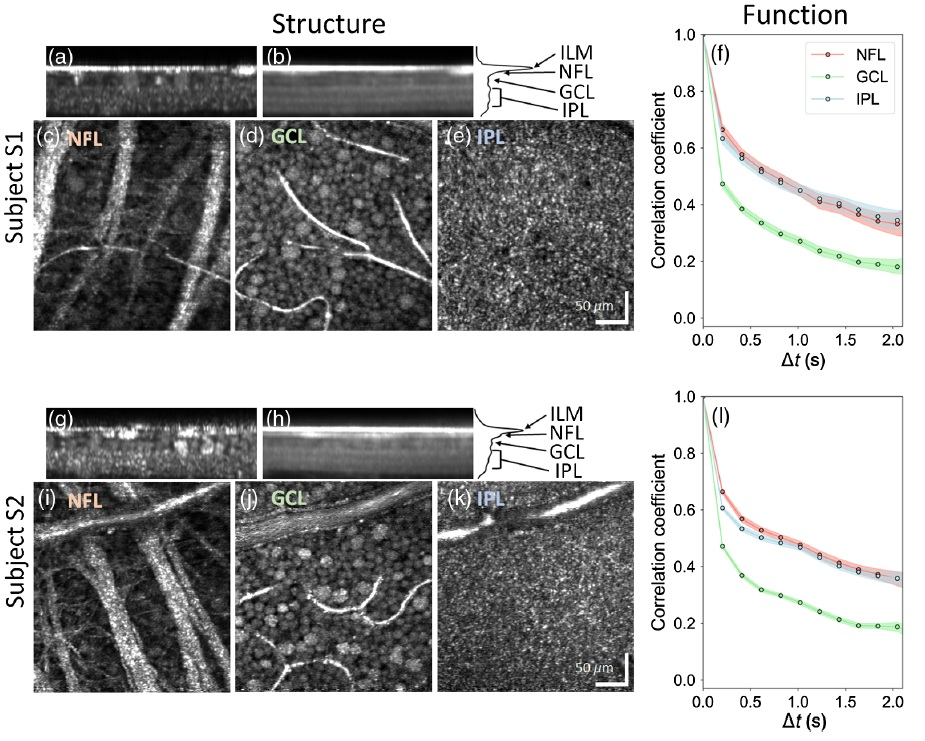 Structure
Function
Subject S1
(a)
(b)
ILM
NFL
GCL
IPL
(c) NFL
(d) GCL
(e) IPL
50 µm
(f)
NFL
GCL
IPL
Correlation coefficient
1.0
0.8
0.6
0.4
0.2
0.0
0.0 0.5 1.0 1.5 2.0
Δt (s)
Subject S2
(g)
(h)
ILM
NFL
GCL
IPL
(i) NFL
(j) GCL
(k) IPL
50 µm
(l)
Correlation coefficient
1.0
0.8
0.6
0.4
0.2
0.0
0.0 0.5 1.0 1.5 2.0
Δt (s)